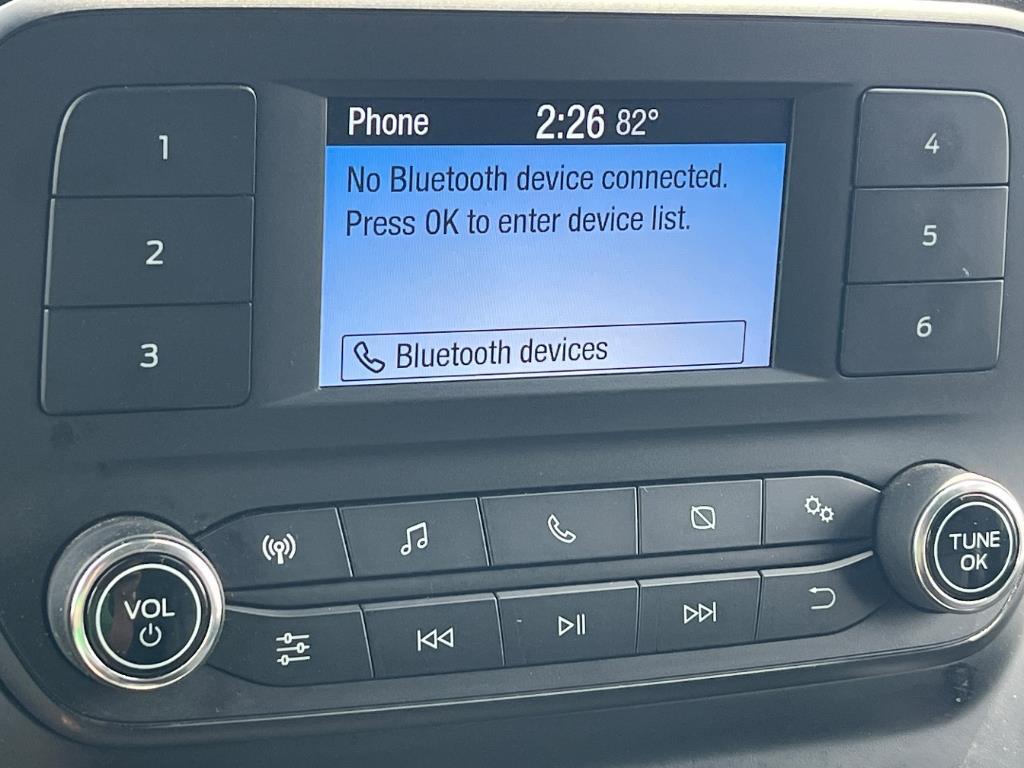 Phone 2:26 82°
No Bluetooth device connected.
Press OK to enter device list.
Bluetooth devices
1
2
3
4
5
6
VOL
TUNE
OK